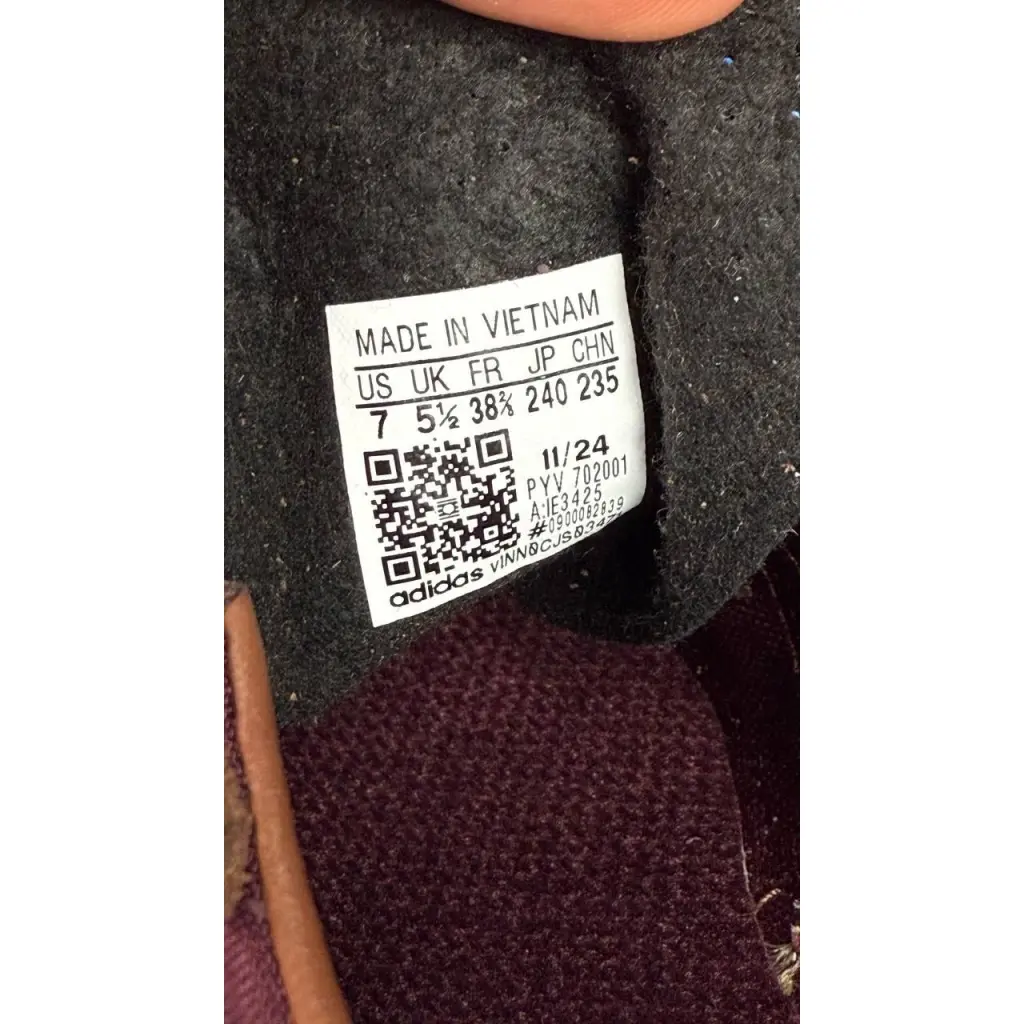 MADE IN VIETNAM
US UK FR JP CHN
7 5½ 38⅔ 240 235
11/24
PYV 702001
A:IE3425
#0900082839
adidas